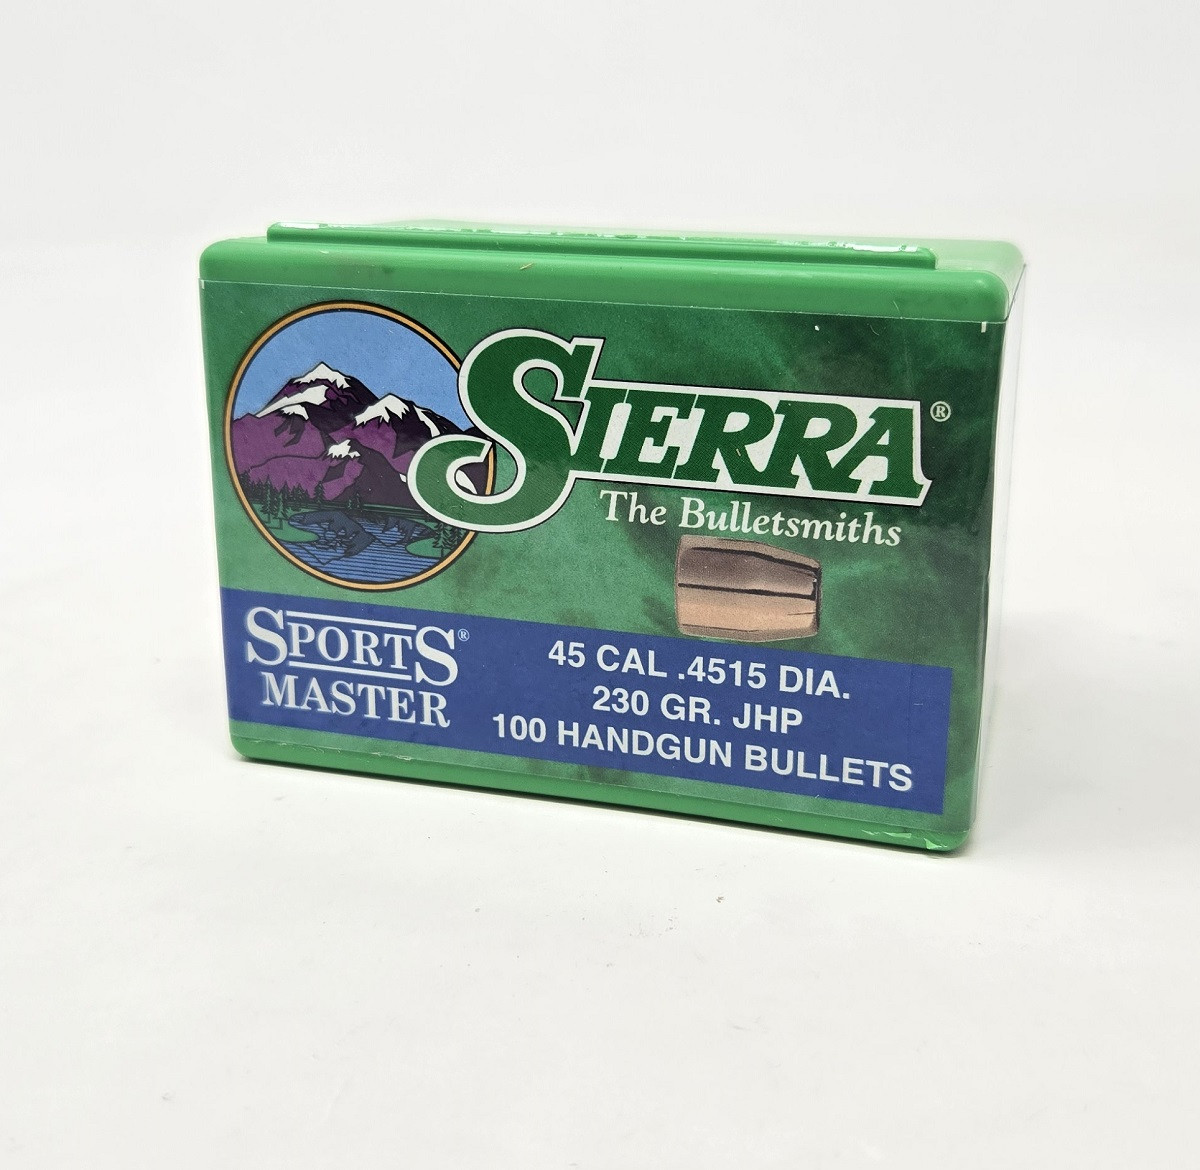 SIERRA®
The Bulletsmiths
SPORTS®
MASTER
45 CAL .4515 DIA.
230 GR. JHP
100 HANDGUN BULLETS